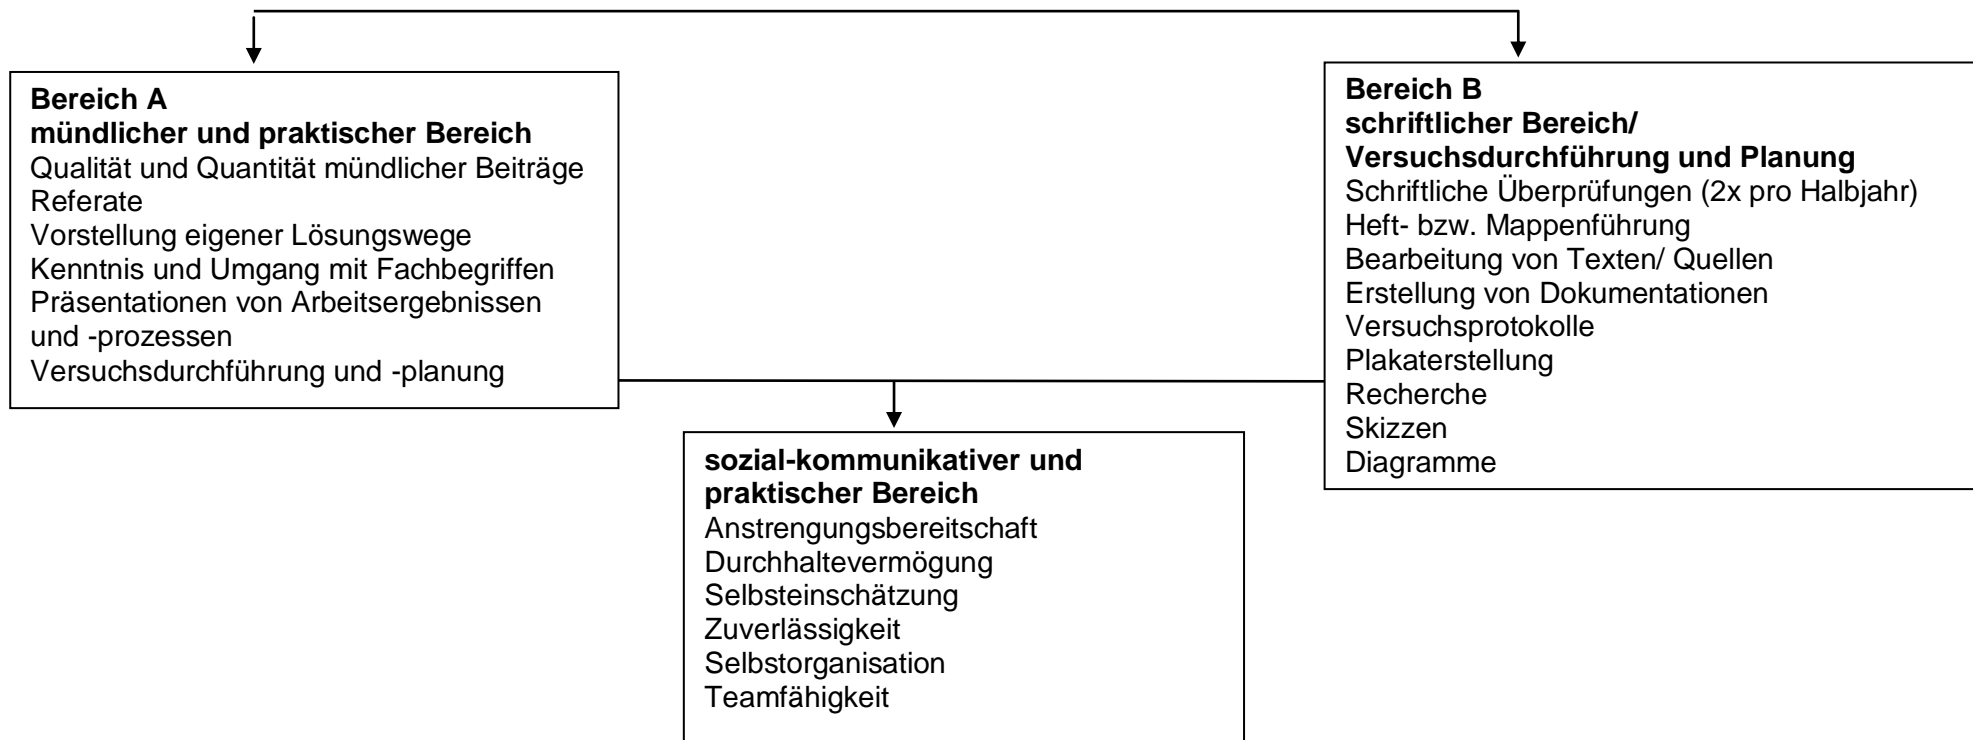 Bereich A
mündlicher und praktischer Bereich
Qualität und Quantität mündlicher Beiträge
Referate
Vorstellung eigener Lösungswege
Kenntnis und Umgang mit Fachbegriffen
Präsentationen von Arbeitsergebnissen
und -prozessen
Versuchsdurchführung und -planung
Bereich B
schriftlicher Bereich/
Versuchsdurchführung und Planung
Schriftliche Überprüfungen (2x pro Halbjahr)
Heft- bzw. Mappenführung
Bearbeitung von Texten/ Quellen
Erstellung von Dokumentationen
Versuchsprotokolle
Plakaterstellung
Recherche
Skizzen
Diagramme
sozial-kommunikativer und
praktischer Bereich
Anstrengungsbereitschaft
Durchhaltevermögung
Selbsteinschätzung
Zuverlässigkeit
Selbstorganisation
Teamfähigkeit